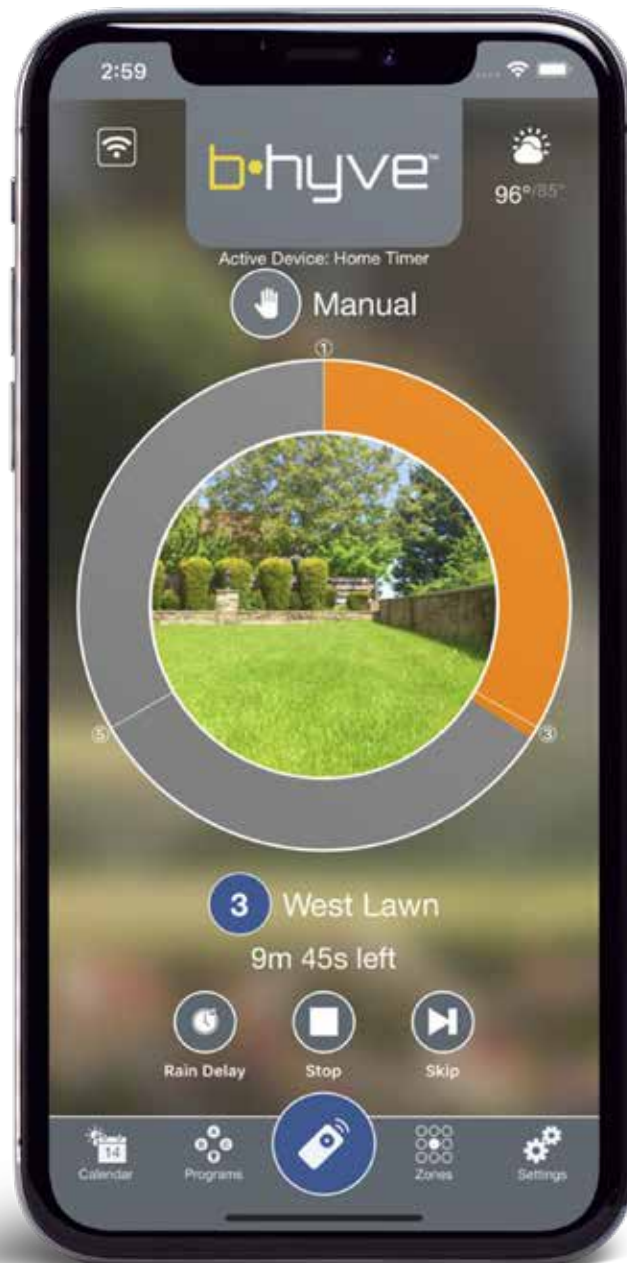 2:59
b•hyve™
96°/85°
Active Device: Home Timer
Manual
①
⑤
③
3 West Lawn
9m 45s left
Rain Delay Stop Skip
14
Calendar Programs Zones Settings